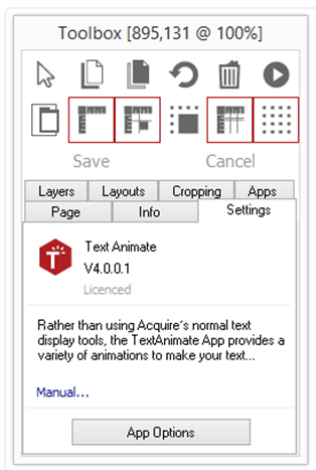 Toolbox [895,131 @ 100%]
Save Cancel
Layers Layouts Cropping Apps
Page Info Settings
T
Text Animate
V4.0.0.1
Licenced
Rather than using Acquire's normal text
display tools, the TextAnimate App provides a
variety of animations to make your text...
Manual...
App Options